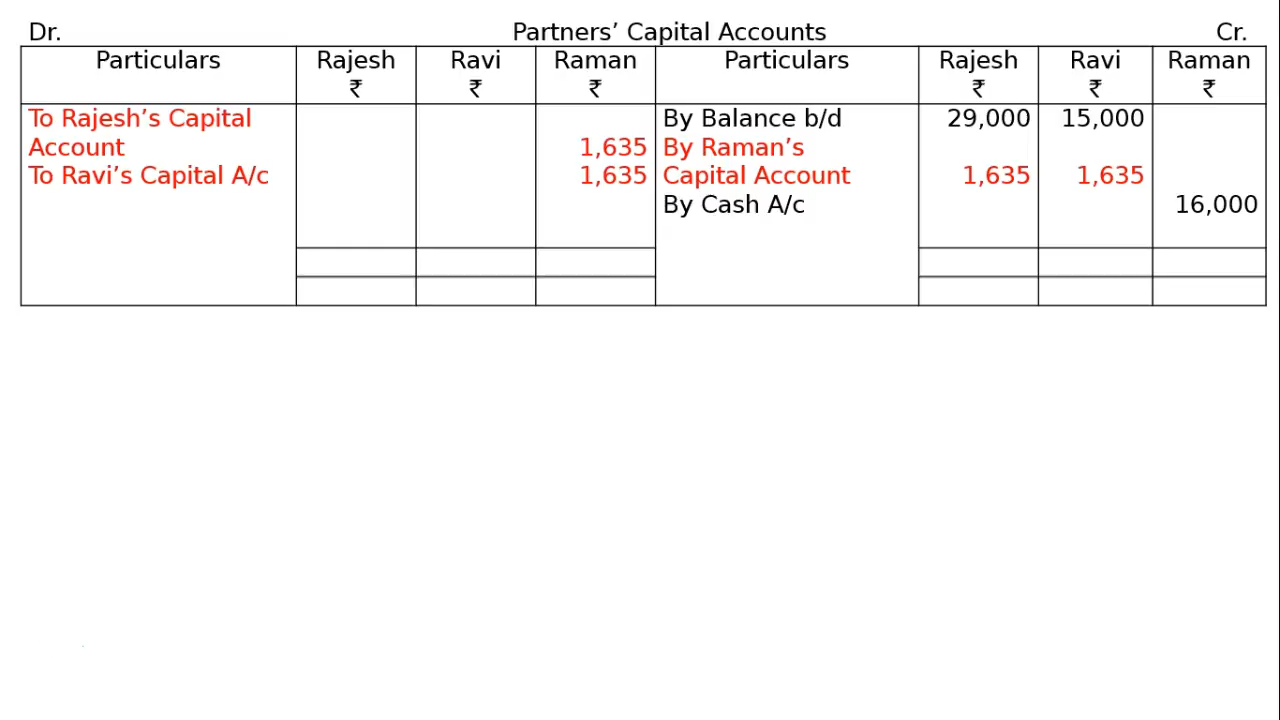 Dr. Partners’ Capital Accounts Cr.
Particulars Rajesh Ravi Raman Particulars Rajesh Ravi Raman
₹ ₹ ₹ ₹ ₹ ₹
To Rajesh’s Capital By Balance b/d 29,000 15,000
Account 1,635 By Raman’s
To Ravi’s Capital A/c 1,635 Capital Account 1,635 1,635
By Cash A/c 16,000